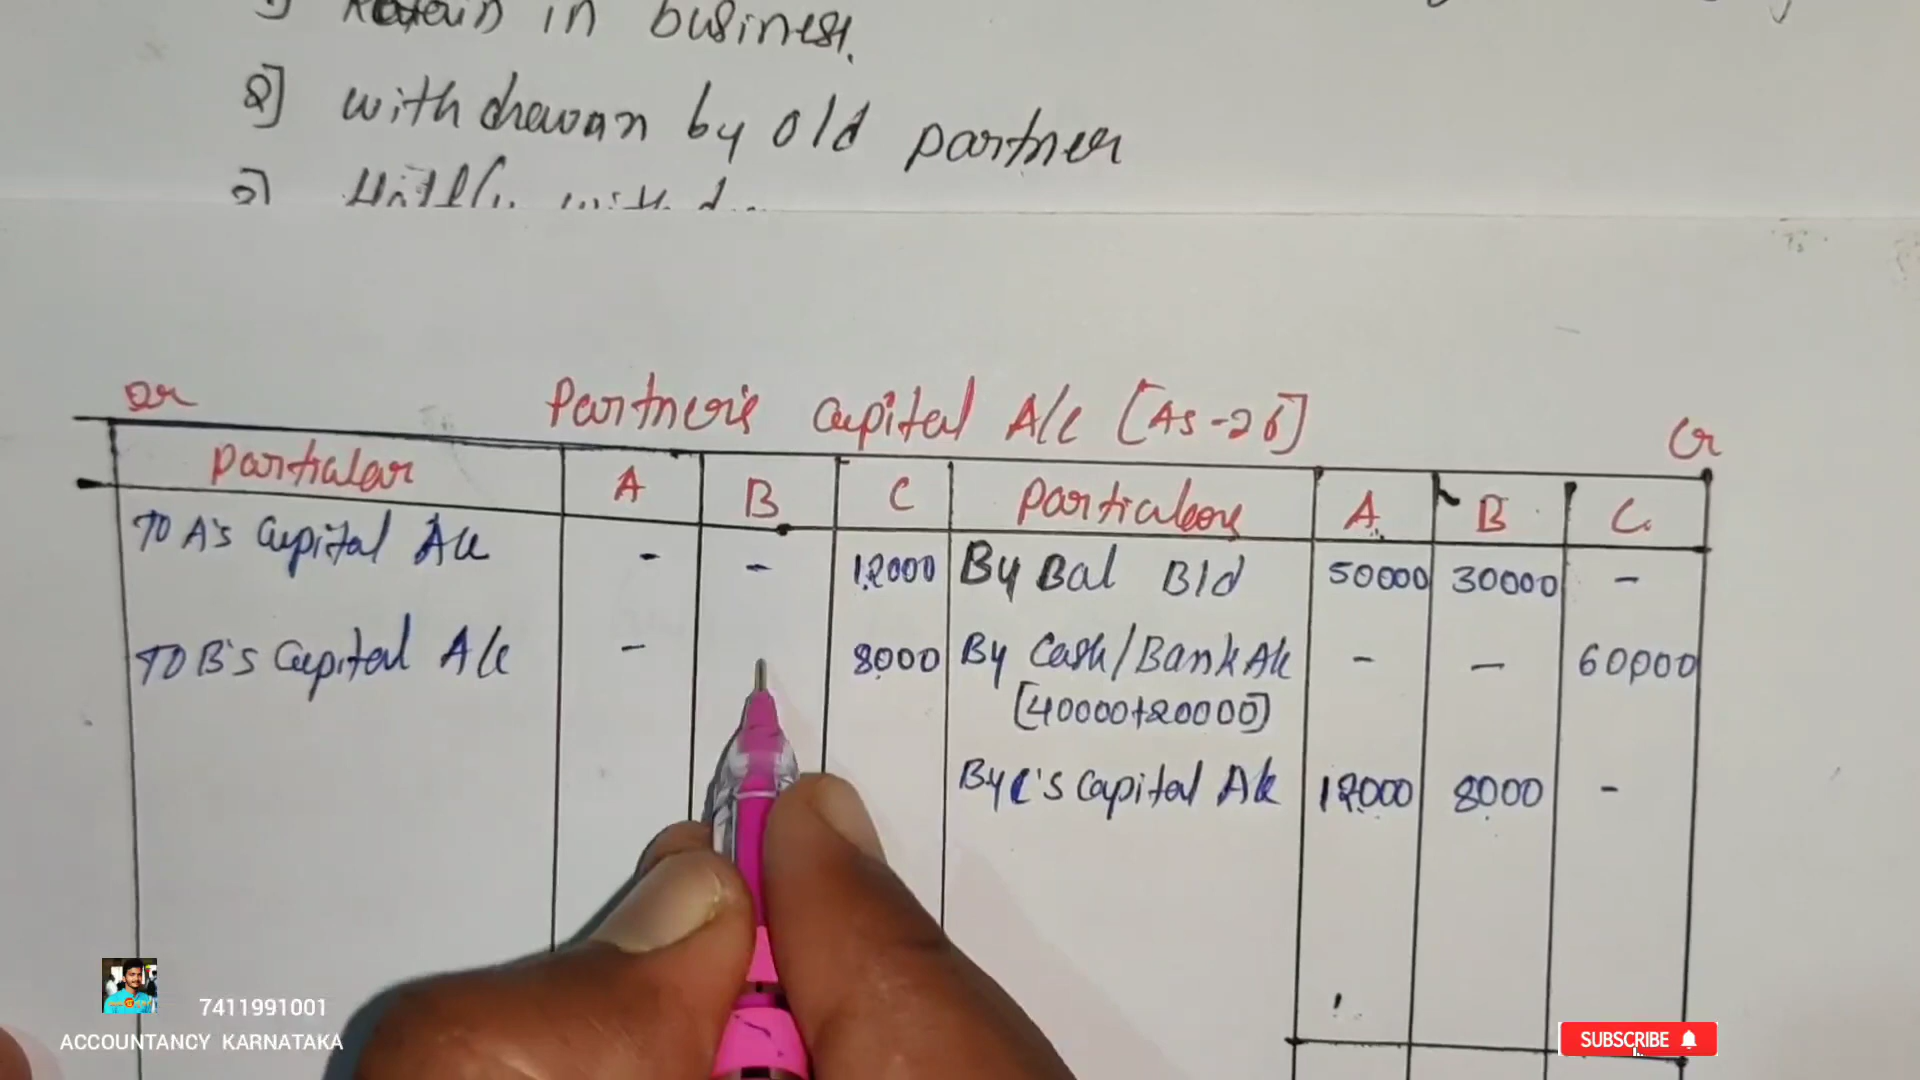 in business.
2] withdrawan by old partner
Dr Partner's Capital A/c [As-26] Cr
Particular A B C Particulars A B C
TO A's Capital A/c - - 12000 By Bal B/d 50000 30000 -
TO B's Capital A/c - 8000 By Cash/Bank A/c - - 60000
[40000+20000]
By C's Capital A/c 12000 8000 -
7411991001
ACCOUNTANCY KARNATAKA
SUBSCRIBE